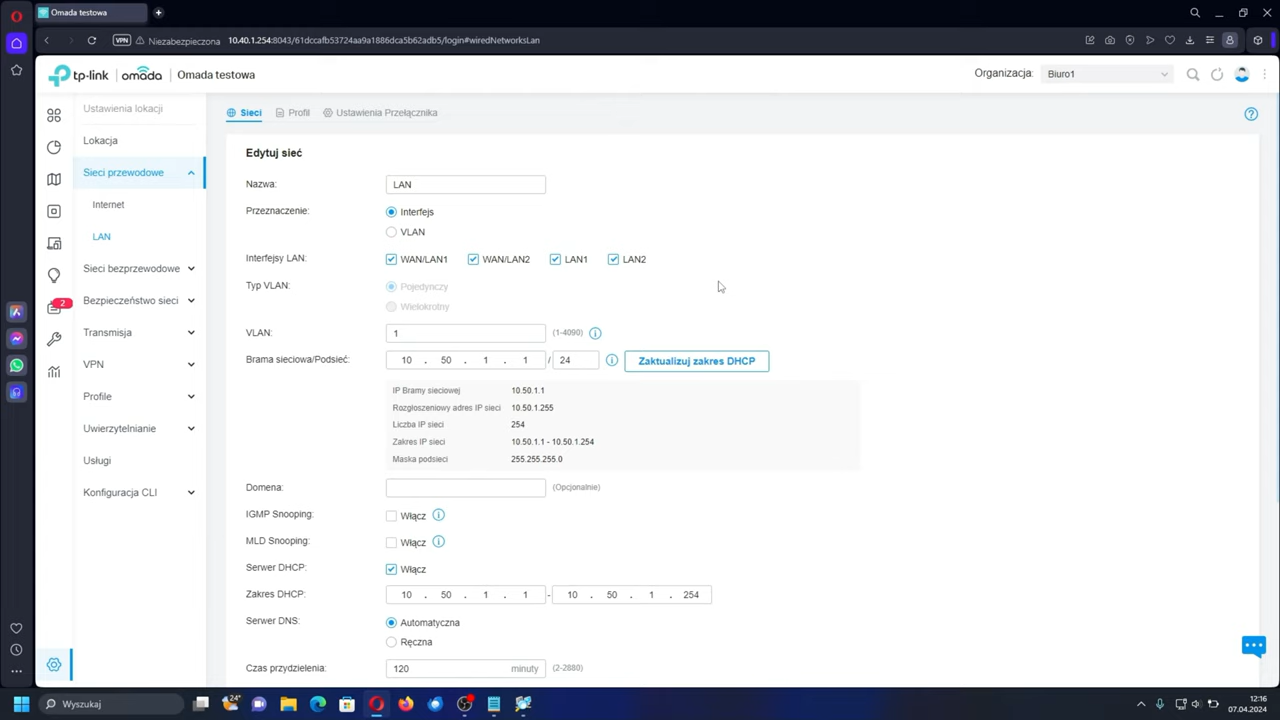 Omada testowa
VPN
Niezabezpieczona
10.40.1.254:8043/61dccafb53724aa9a1886dca5b62adb5/login#wiredNetworksLan
tp-link | omada | Omada testowa
Organizacja: Biuro1
Ustawienia lokacji
Lokacja
Sieci przewodowe
Internet
LAN
Sieci bezprzewodowe
Bezpieczeństwo sieci
Transmisja
VPN
Profile
Uwierzytelnianie
Usługi
Konfiguracja CLI
2
Sieci Profil Ustawienia Przełącznika
Edytuj sieć
Nazwa: LAN
Przeznaczenie: Interfejs
VLAN
Interfejsy LAN: WAN/LAN1 WAN/LAN2 LAN1 LAN2
Typ VLAN: Pojedynczy
Wielokrotny
VLAN: 1 (1-4090)
Brama sieciowa/Podsieć: 10 . 50 . 1 . 1 / 24 Zaktualizuj zakres DHCP
IP Bramy sieciowej 10.50.1.1
Rozgłoszeniowy adres IP sieci 10.50.1.255
Liczba IP sieci 254
Zakres IP sieci 10.50.1.1 - 10.50.1.254
Maska podsieci 255.255.255.0
Domena: (Opcjonalnie)
IGMP Snooping: Włącz
MLD Snooping: Włącz
Serwer DHCP: Włącz
Zakres DHCP: 10 . 50 . 1 . 1 - 10 . 50 . 1 . 254
Serwer DNS: Automatyczna
Ręczna
Czas przydzielenia: 120 minuty (2-2880)
Wyszukaj
24°
12:16
07.04.2024